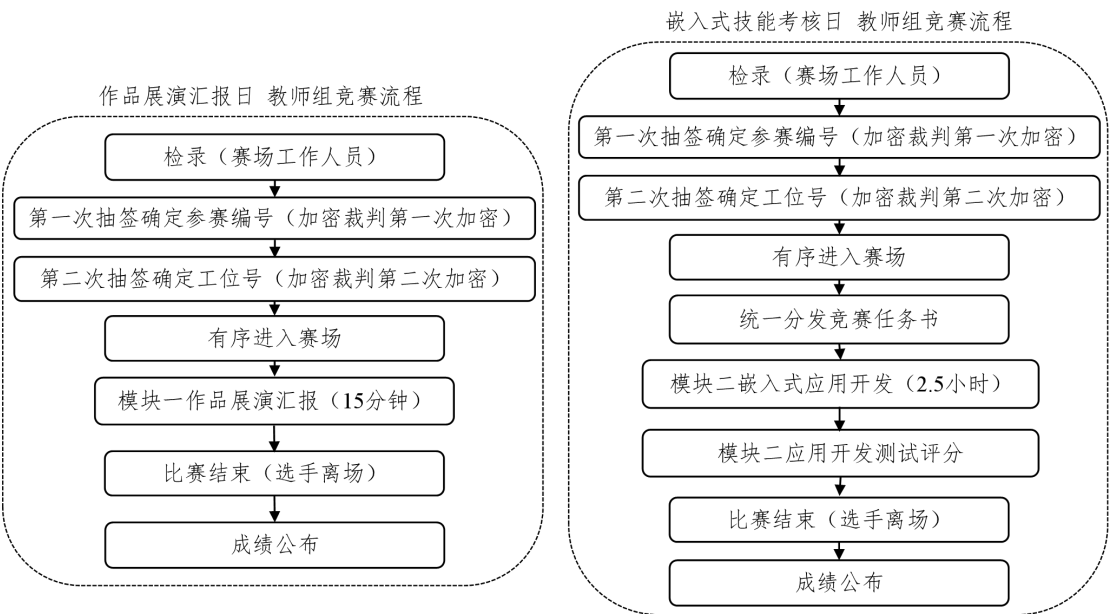 作品展演汇报日 教师组竞赛流程
检录（赛场工作人员）
第一次抽签确定参赛编号（加密裁判第一次加密）
第二次抽签确定工位号（加密裁判第二次加密）
有序进入赛场
模块一作品展演汇报（15分钟）
比赛结束（选手离场）
成绩公布
嵌入式技能考核日 教师组竞赛流程
检录（赛场工作人员）
第一次抽签确定参赛编号（加密裁判第一次加密）
第二次抽签确定工位号（加密裁判第二次加密）
有序进入赛场
统一分发竞赛任务书
模块二嵌入式应用开发（2.5小时）
模块二应用开发测试评分
比赛结束（选手离场）
成绩公布